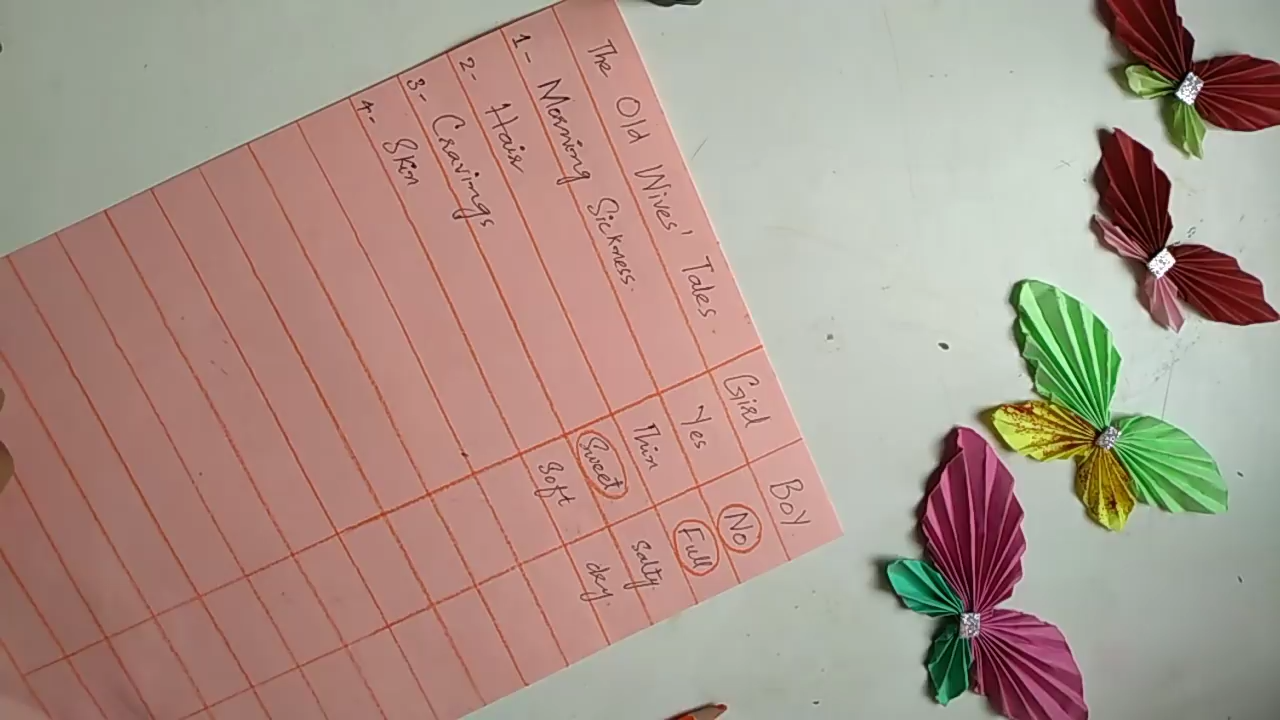 The Old Wives' Tales. Girl Boy
1- Morning Sickness. Yes No
2- Hair Thin Full
3- Cravings Sweet Salty.
4- Skin Soft dry.